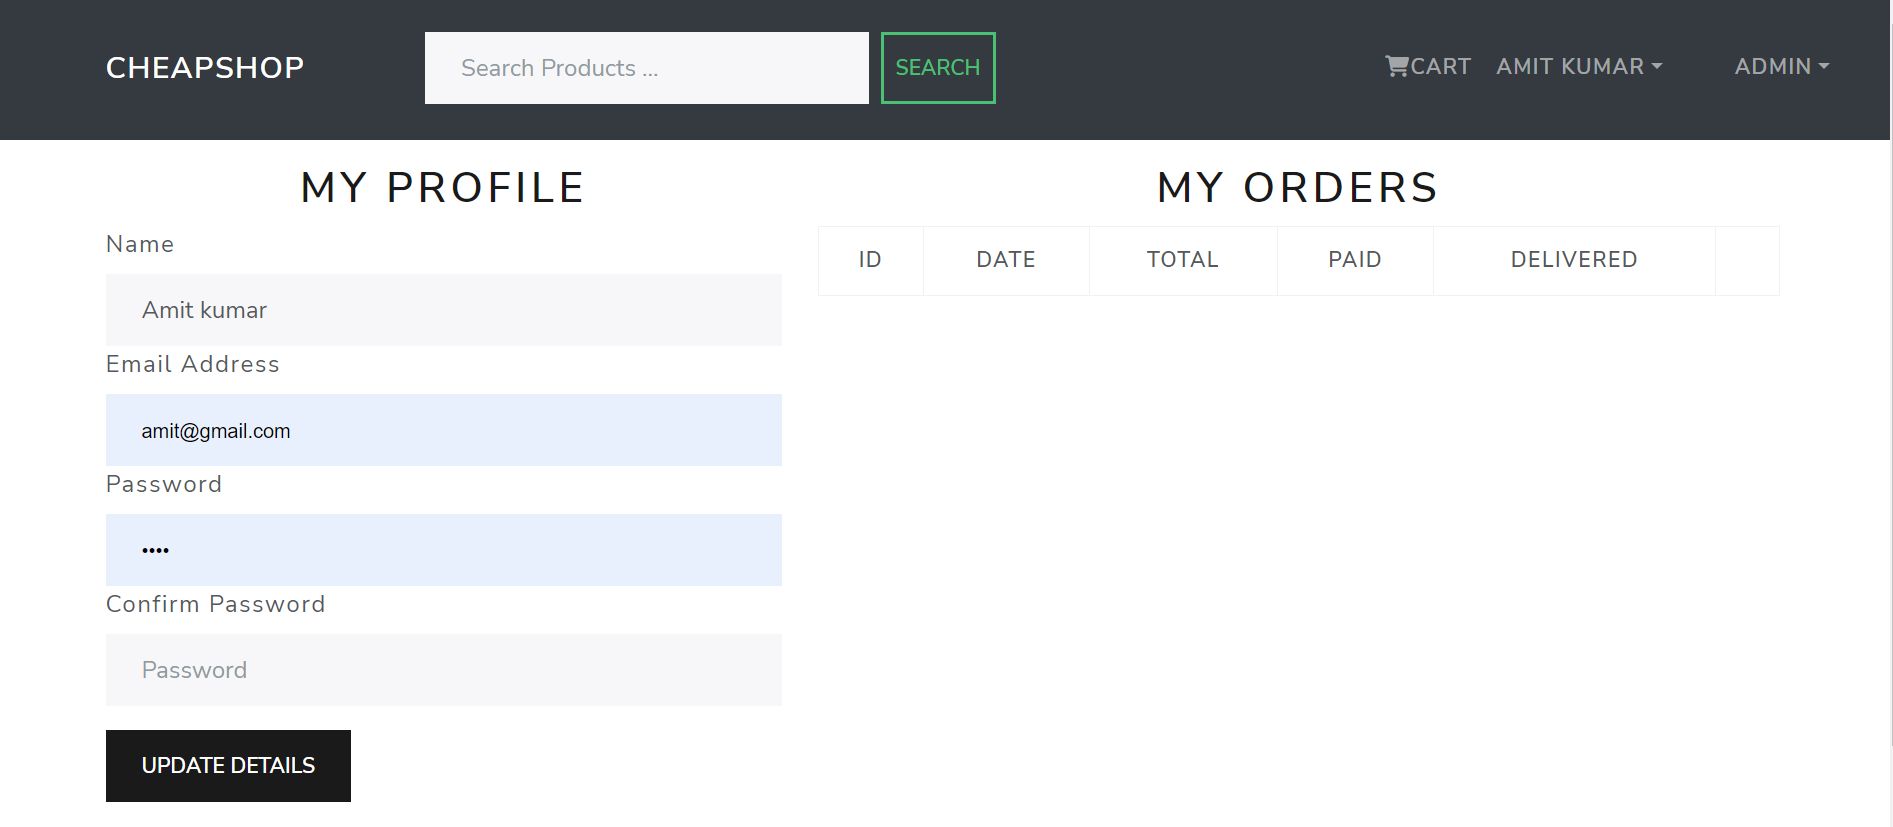 CHEAPSHOP
Search Products ...
SEARCH
CART
AMIT KUMAR
ADMIN
MY PROFILE
Name
Amit kumar
Email Address
amit@gmail.com
Password
••••
Confirm Password
Password
UPDATE DETAILS
MY ORDERS
ID DATE TOTAL PAID DELIVERED